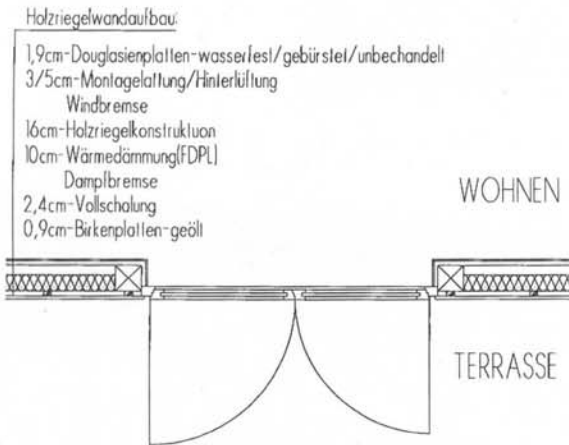 Holzriegelwandaufbau:
1,9cm-Douglasienplatten-wasserfest/gebürstet/unbechandelt
3/5cm-Montagelattung/Hinterlüftung
Windbremse
16cm-Holzriegelkonstruktuon
10cm-Wärmedämmung(FDPL)
Dampfbremse
2,4cm-Vollschalung
0,9cm-Birkenplatten-geölt
WOHNEN
TERRASSE